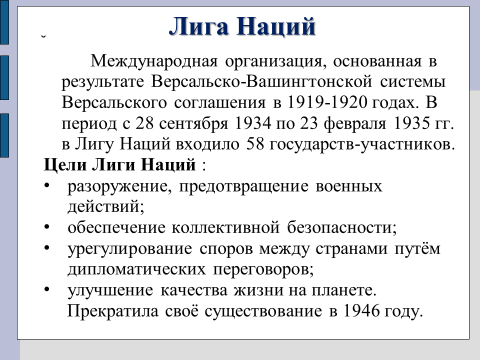 Лига Наций
Международная организация, основанная в
результате Версальско-Вашингтонской системы
Версальского соглашения в 1919-1920 годах. В
период с 28 сентября 1934 по 23 февраля 1935 гг.
в Лигу Наций входило 58 государств-участников.
Цели Лиги Наций :
• разоружение, предотвращение военных
действий;
• обеспечение коллективной безопасности;
• урегулирование споров между странами путём
дипломатических переговоров;
• улучшение качества жизни на планете.
Прекратила своё существование в 1946 году.